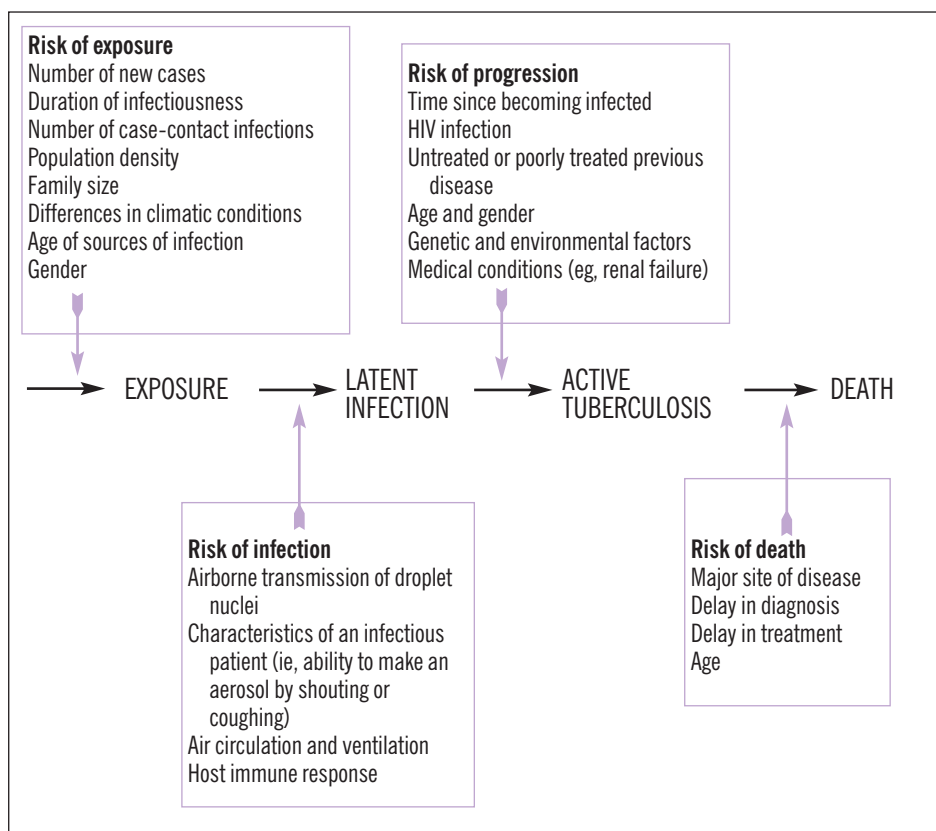 Risk of exposure
Number of new cases
Duration of infectiousness
Number of case-contact infections
Population density
Family size
Differences in climatic conditions
Age of sources of infection
Gender
Risk of progression
Time since becoming infected
HIV infection
Untreated or poorly treated previous
disease
Age and gender
Genetic and environmental factors
Medical conditions (eg, renal failure)
EXPOSURE
LATENT
INFECTION
ACTIVE
TUBERCULOSIS
DEATH
Risk of infection
Airborne transmission of droplet
nuclei
Characteristics of an infectious
patient (ie, ability to make an
aerosol by shouting or
coughing)
Air circulation and ventilation
Host immune response
Risk of death
Major site of disease
Delay in diagnosis
Delay in treatment
Age